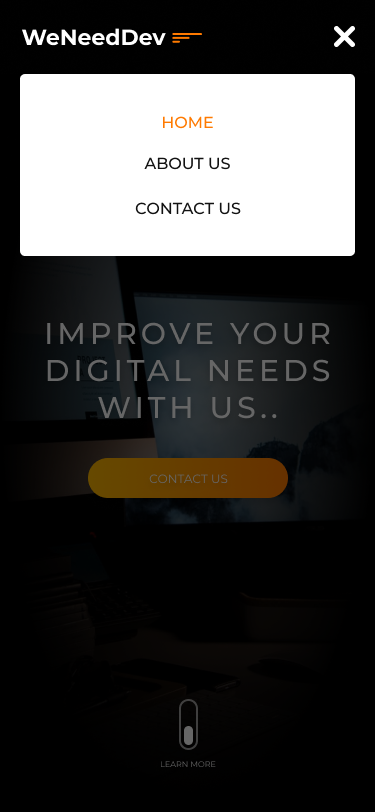 WeNeedDev
HOME
ABOUT US
CONTACT US
IMPROVE YOUR
DIGITAL NEEDS
WITH US..
CONTACT US
LEARN MORE